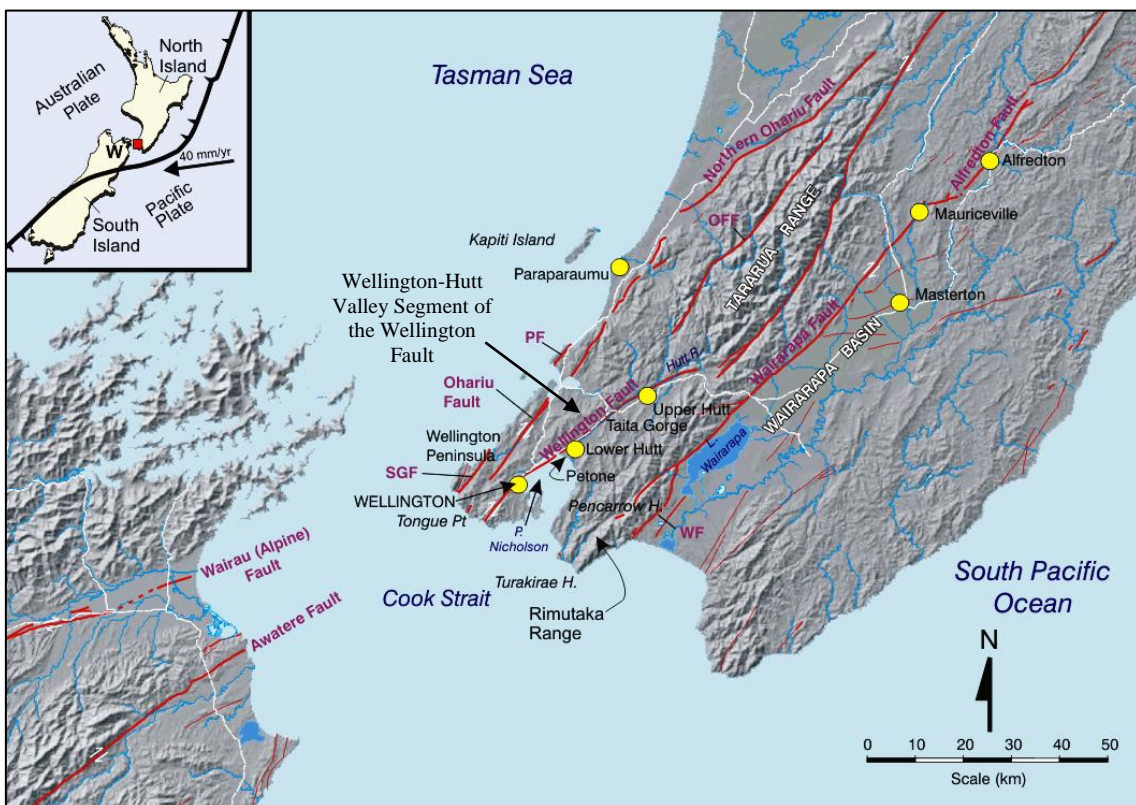 North
Island
Australian
Plate
W
40 mm/yr
Pacific
Plate
South
Island
Tasman Sea
Northern Ohariu Fault
Alfredton Fault
Alfredton
Mauriceville
OFF
TARARUA RANGE
Kapiti Island
Paraparaumu
Masterton
Wellington-Hutt
Valley Segment of
the Wellington
Fault
PF
Hutt R.
Wairarapa Fault
WAIRARAPA BASIN
Ohariu
Fault
Wellington Fault
Upper Hutt
Taita Gorge
L.
Wairarapa
Wellington
Peninsula
Lower Hutt
SGF
Petone
WELLINGTON
Tongue Pt
Pencarrow H.
WF
P.
Nicholson
Wairau (Alpine)
Fault
Turakirae H.
South Pacific
Ocean
Cook Strait
Rimutaka
Range
Awatere Fault
N
0 10 20 30 40 50
Scale (km)